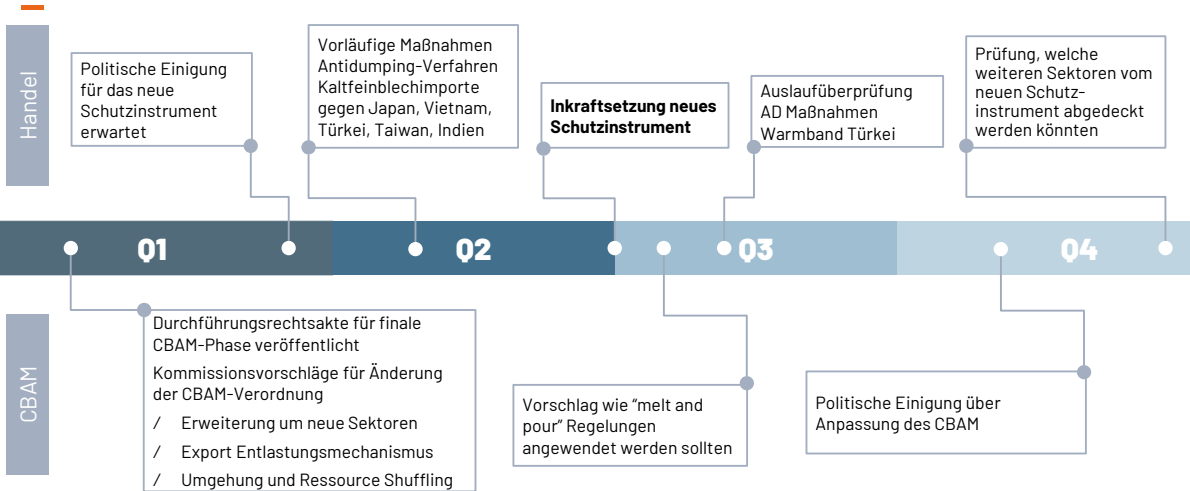 Handel
Politische Einigung
für das neue
Schutzinstrument
erwartet
Vorläufige Maßnahmen
Antidumping-Verfahren
Kaltfeinblechimporte
gegen Japan, Vietnam,
Türkei, Taiwan, Indien
Inkraftsetzung neues
Schutzinstrument
Auslaufüberprüfung
AD Maßnahmen
Warmband Türkei
Prüfung, welche
weiteren Sektoren vom
neuen Schutz-
instrument abgedeckt
werden könnten
Q1
Q2
Q3
Q4
CBAM
Durchführungsrechtsakte für finale
CBAM-Phase veröffentlicht
Kommissionsvorschläge für Änderung
der CBAM-Verordnung
/ Erweiterung um neue Sektoren
/ Export Entlastungsmechanismus
/ Umgehung und Ressource Shuffling
Vorschlag wie “melt and
pour” Regelungen
angewendet werden sollten
Politische Einigung über
Anpassung des CBAM